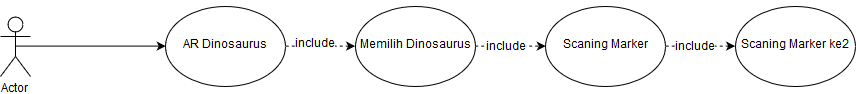 AR Dinosaurus
include
Memilih Dinosaurus
include
Scaning Marker
include
Scaning Marker ke2
Actor